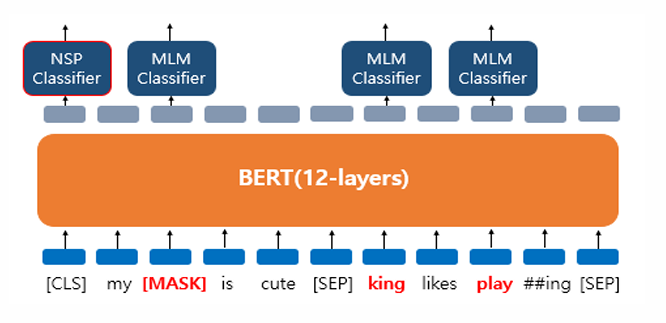 NSP
Classifier
MLM
Classifier
MLM
Classifier
MLM
Classifier
BERT(12-layers)
[CLS] my [MASK] is cute [SEP] king likes play ##ing [SEP]